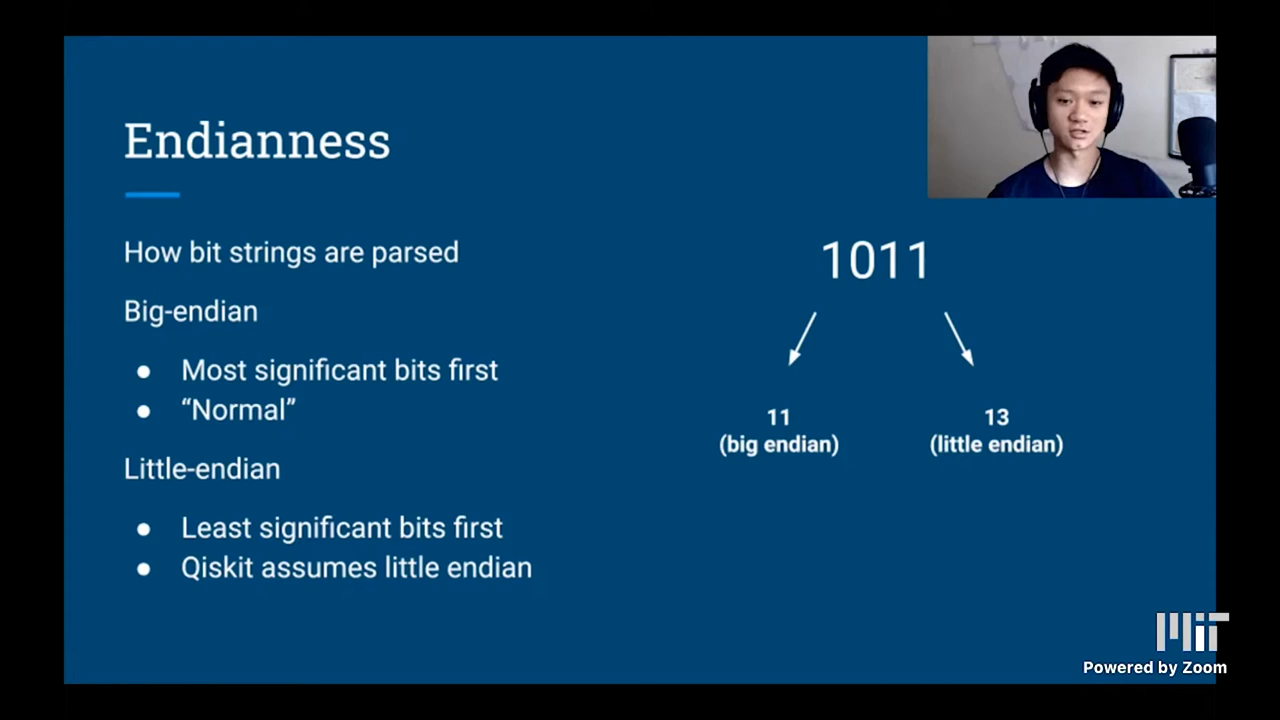 Endianness
How bit strings are parsed
Big-endian
● Most significant bits first
● “Normal”
Little-endian
● Least significant bits first
● Qiskit assumes little endian
1011
11
(big endian)
13
(little endian)
MIT
Powered by Zoom